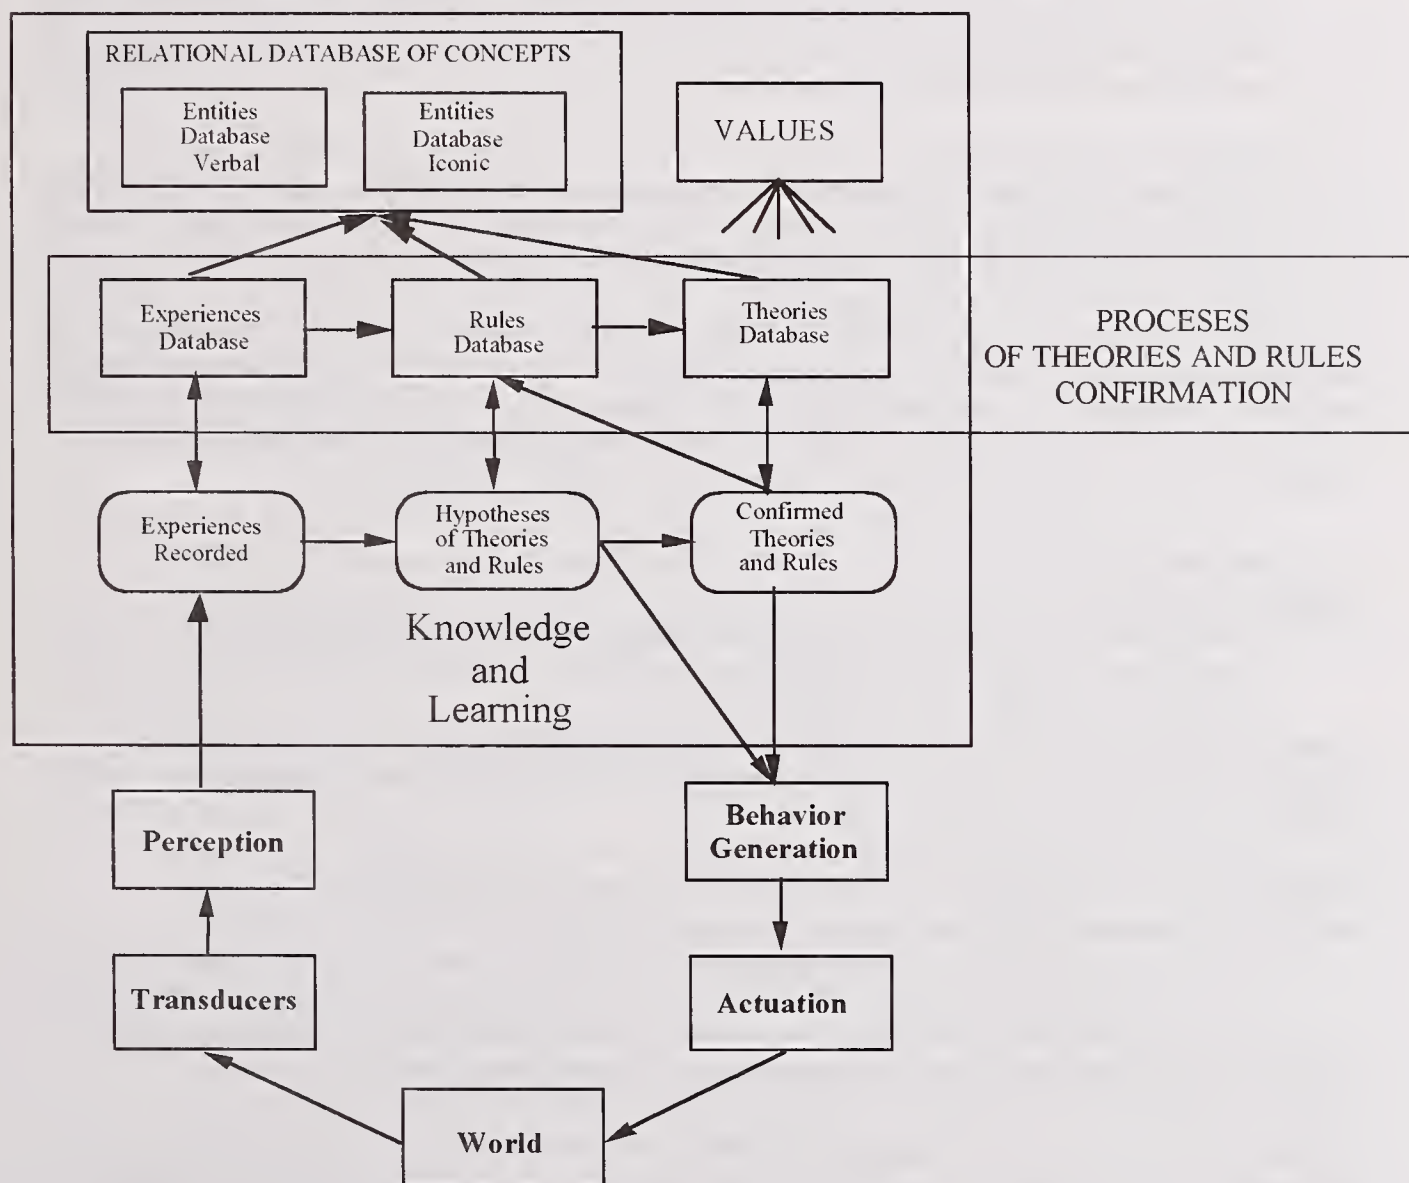 RELATIONAL DATABASE OF CONCEPTS
Entities
Database
Verbal
Entities
Database
Iconic
VALUES
Experiences
Database
Rules
Database
Theories
Database
PROCESES
OF THEORIES AND RULES
CONFIRMATION
Experiences
Recorded
Hypotheses
of Theories
and Rules
Confirmed
Theories
and Rules
Knowledge
and
Learning
Perception
Behavior
Generation
Transducers
Actuation
World